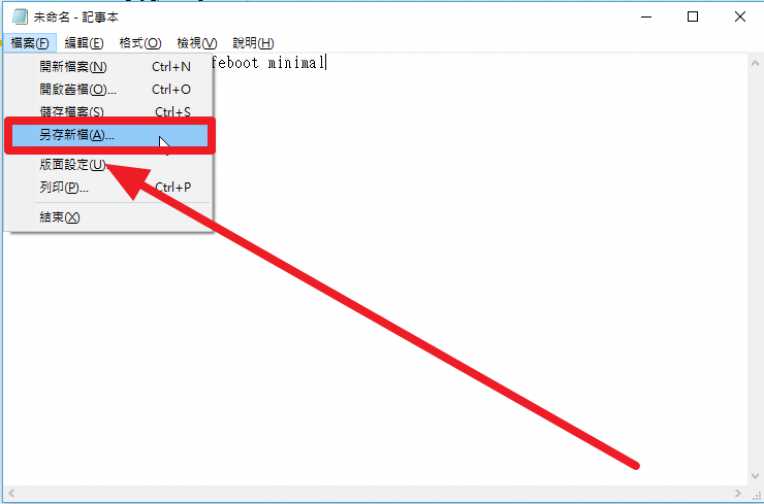 未命名 - 記事本
檔案(F) 編輯(E) 格式(O) 檢視(V) 說明(H)
開新檔案(N) Ctrl+N feboot minimal
開啟舊檔(O)... Ctrl+O
儲存檔案(S) Ctrl+S
另存新檔(A)...
版面設定(U)
列印(P)... Ctrl+P
結束(X)